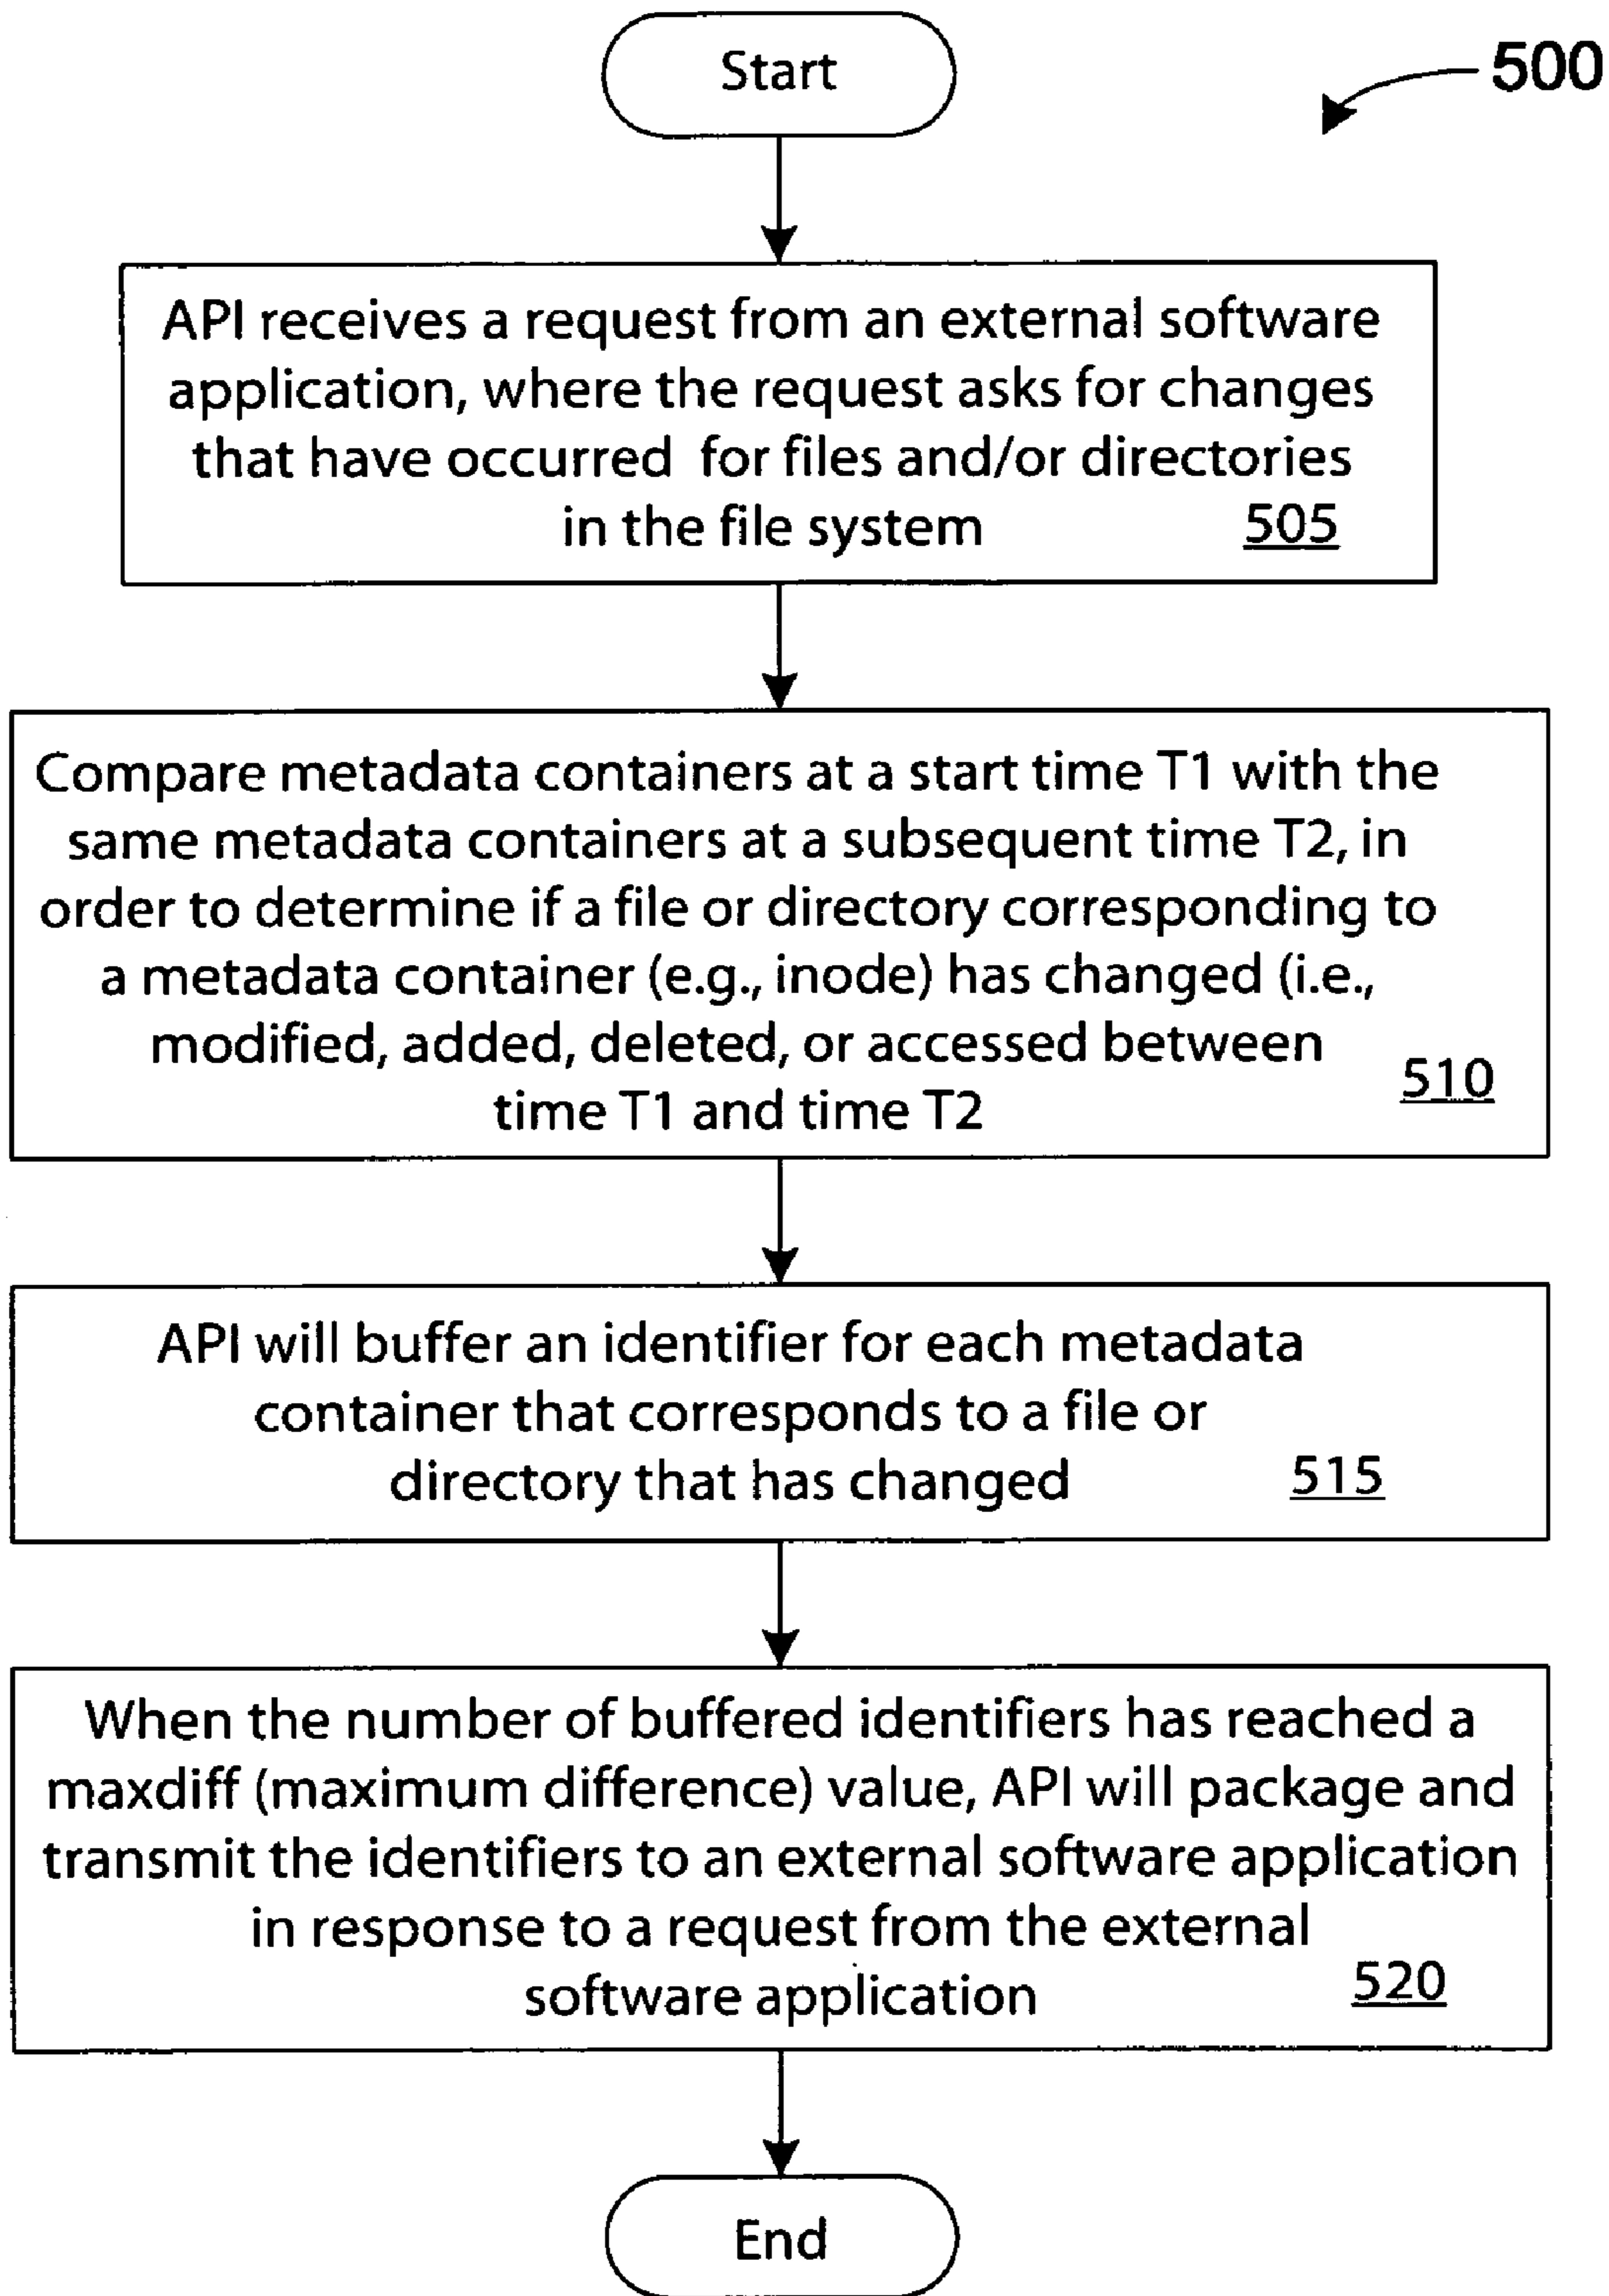 Start
500
API receives a request from an external software
application, where the request asks for changes
that have occurred for files and/or directories
in the file system 505
Compare metadata containers at a start time T1 with the
same metadata containers at a subsequent time T2, in
order to determine if a file or directory corresponding to
a metadata container (e.g., inode) has changed (i.e.,
modified, added, deleted, or accessed between
time T1 and time T2 510
API will buffer an identifier for each metadata
container that corresponds to a file or
directory that has changed 515
When the number of buffered identifiers has reached a
maxdiff (maximum difference) value, API will package and
transmit the identifiers to an external software application
in response to a request from the external
software application 520
End